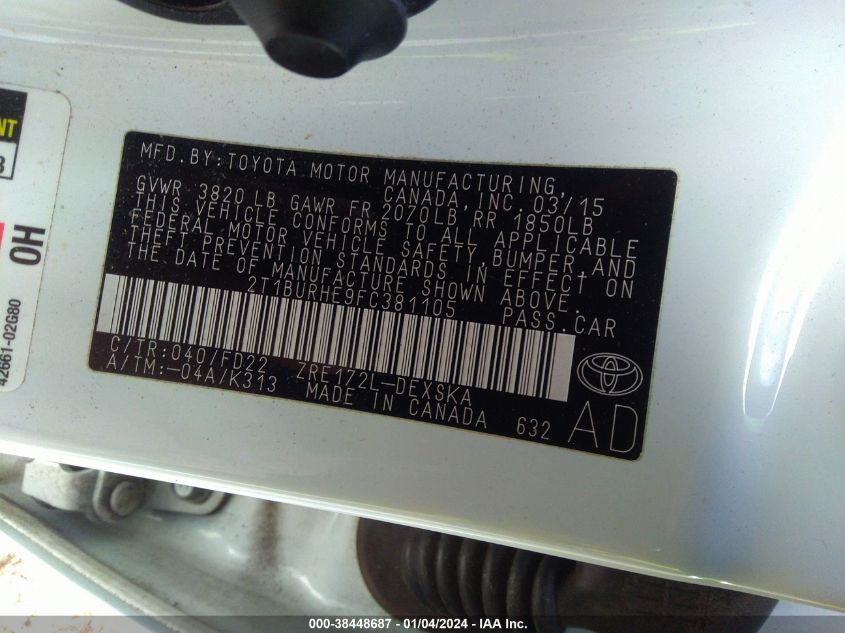 MFD.BY:TOYOTA MOTOR MANUFACTURING,
CANADA, INC. 03/15
GVWR 3820 LB GAWR FR 2070LB RR 1850LB
THIS VEHICLE CONFORMS TO ALL APPLICABLE
FEDERAL MOTOR VEHICLE SAFETY, BUMPER, AND
THEFT PREVENTION STANDARDS IN EFFECT ON
THE DATE OF MANUFACTURE SHOWN ABOVE.
2T1BURHE9FC381105 PASS.CAR
C/TR:040/FD22 ZRE172L-DEXSKA
A/TM:-04A/K313 MADE IN CANADA 632
AD
NT
3
OH
42661-02G80
000-38448687 - 01/04/2024 - IAA Inc.